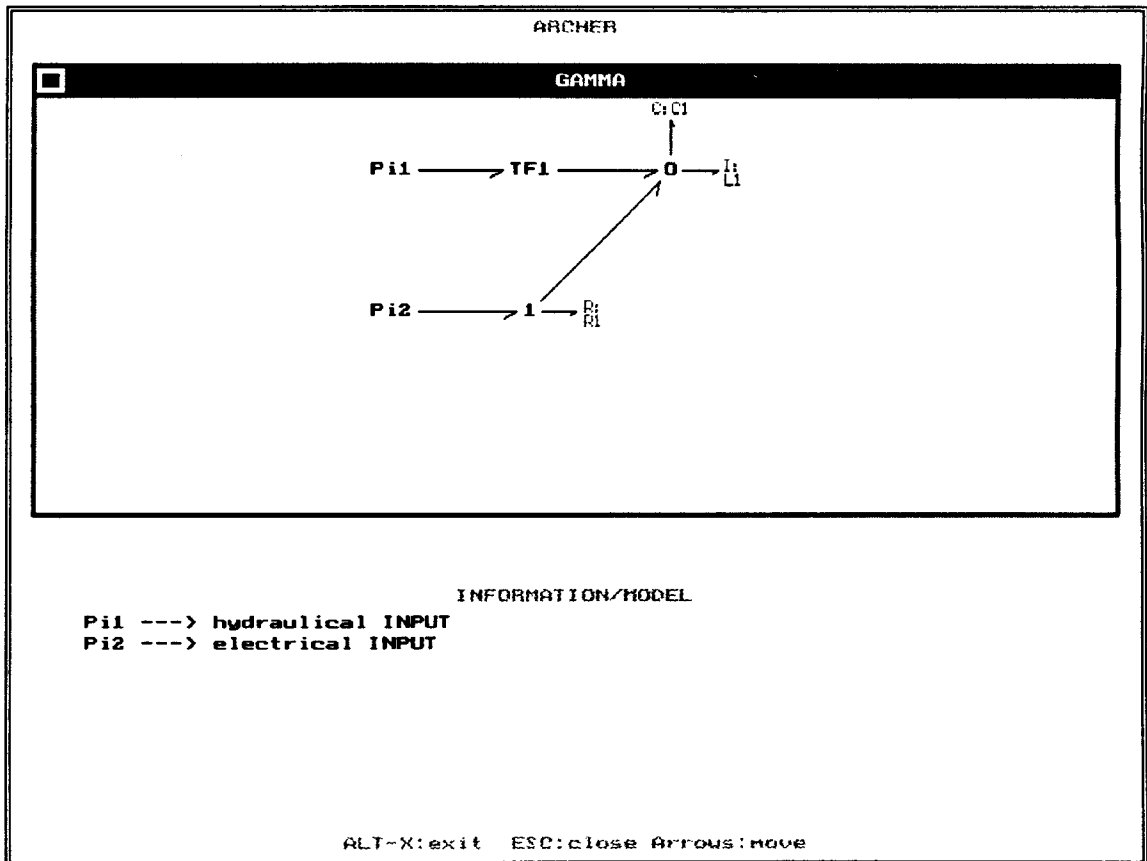 ARCHER
GAMMA
C:C1
Pi1 TF1 0 I:
L1
Pi2 1 R:
R1
INFORMATION/MODEL
Pi1 ---> hydraulical INPUT
Pi2 ---> electrical INPUT
ALT-X:exit ESC:close Arrows:move